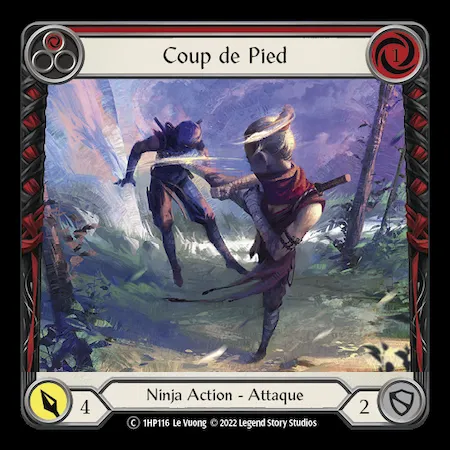 Coup de Pied
1
Ninja Action - Attaque
4
2
C 1HP116 Le Vuong © 2022 Legend Story Studios